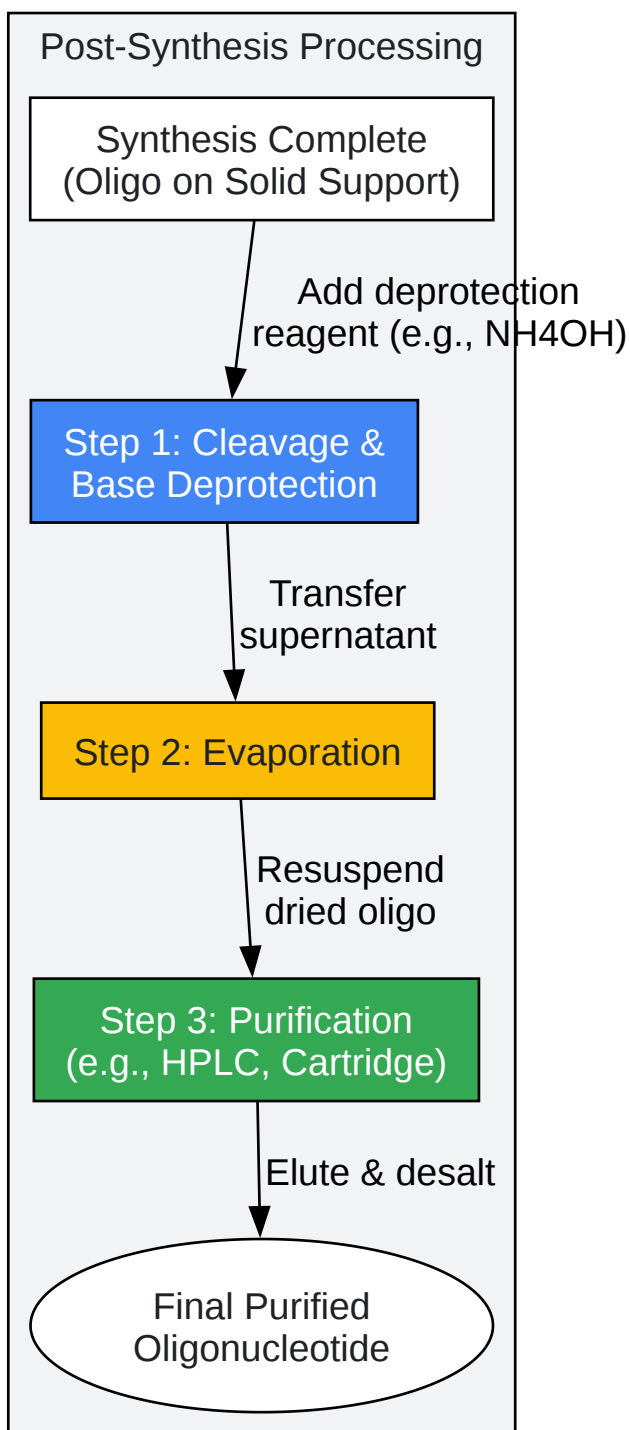 Post-Synthesis Processing
Synthesis Complete
(Oligo on Solid Support)
Add deprotection
reagent (e.g., NH4OH)
Step 1: Cleavage &
Base Deprotection
Transfer
supernatant
Step 2: Evaporation
Resuspend
dried oligo
Step 3: Purification
(e.g., HPLC, Cartridge)
Elute & desalt
Final Purified
Oligonucleotide